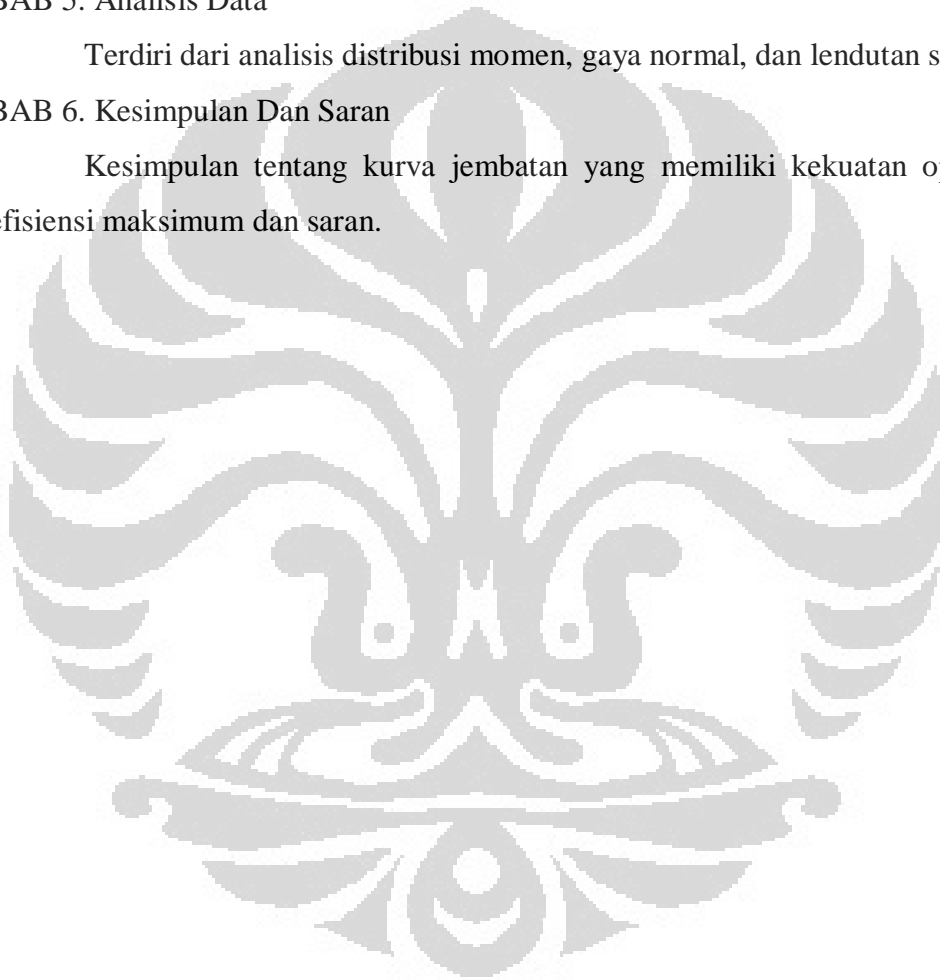 BAB 5. Analisis Data
Terdiri dari analisis distribusi momen, gaya normal, dan lendutan
BAB 6. Kesimpulan Dan Saran
Kesimpulan tentang kurva jembatan yang memiliki kekuatan
efisiensi maksimum dan saran.